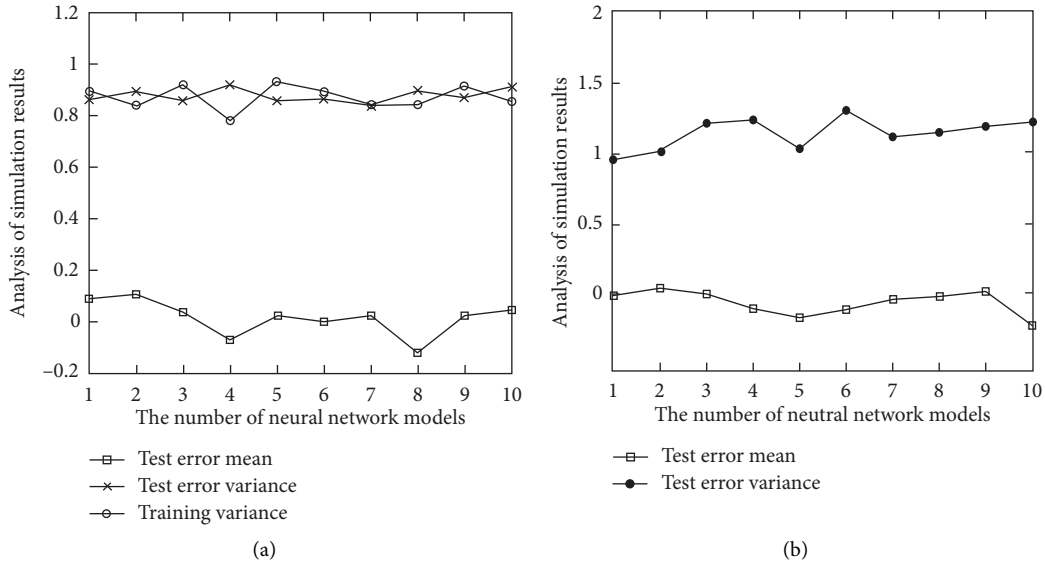 Analysis of simulation results
1.2
1
0.8
0.6
0.4
0.2
0
–0.2
1 2 3 4 5 6 7 8 9 10
The number of neural network models
Test error mean
Test error variance
Training variance
(a)
Analysis of simulation results
2
1.5
1
0.5
0
1 2 3 4 5 6 7 8 9 10
The number of neutral network models
Test error mean
Test error variance
(b)